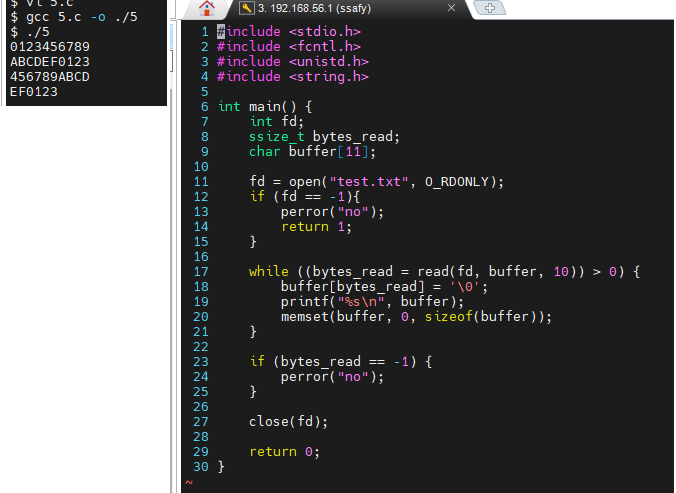 $ vi 5.c
$ gcc 5.c -o ./5
$ ./5
0123456789
ABCDEF0123
456789ABCD
EF0123
3. 192.168.56.1 (ssafy)
1 #include <stdio.h>
2 #include <fcntl.h>
3 #include <unistd.h>
4 #include <string.h>
5
6 int main() {
7     int fd;
8     ssize_t bytes_read;
9     char buffer[11];
10
11     fd = open("test.txt", O_RDONLY);
12     if (fd == -1){
13         perror("no");
14         return 1;
15     }
16
17     while ((bytes_read = read(fd, buffer, 10)) > 0) {
18         buffer[bytes_read] = '\0';
19         printf("%s\n", buffer);
20         memset(buffer, 0, sizeof(buffer));
21     }
22
23     if (bytes_read == -1) {
24         perror("no");
25     }
26
27     close(fd);
28
29     return 0;
30 }
~